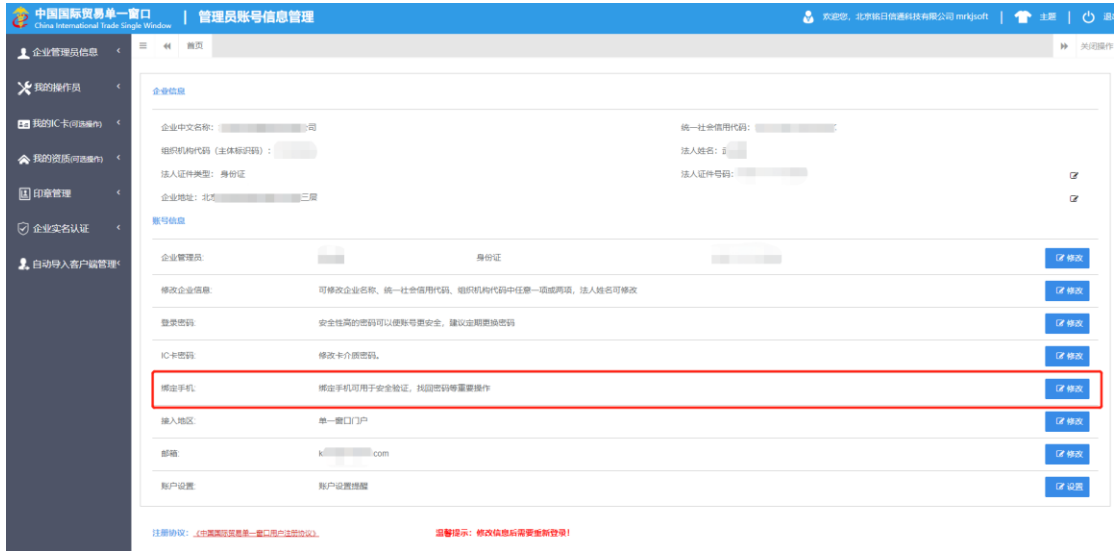 中国国际贸易单一窗口 | 管理员账号信息管理
China International Trade Single Window
欢迎您，北京铭日信通科技有限公司 mrkjsoft | 主题 | 退
企业管理员信息
首页
关闭操作
我的操作员
我的IC卡(可选操作)
我的资质(可选操作)
印章管理
企业实名认证
自动导入客户端管理
企业信息
企业中文名称： 司
统一社会信用代码：
组织机构代码（主体标识码）：
法人姓名：
法人证件类型： 身份证
法人证件号码：
企业地址： 北 三层
账号信息
企业管理员: 身份证 修改
修改企业信息: 可修改企业名称、统一社会信用代码、组织机构代码中任意一项或两项，法人姓名可修改 修改
登录密码: 安全性高的密码可以使账号更安全，建议定期更换密码 修改
IC卡密码: 修改卡介质密码。 修改
绑定手机: 绑定手机可用于安全验证，找回密码等重要操作 修改
接入地区: 单一窗口门户 修改
邮箱: k com 修改
账户设置: 账户设置提醒 设置
注册协议： 《中国国际贸易单一窗口用户注册协议》 温馨提示：修改信息后需要重新登录！